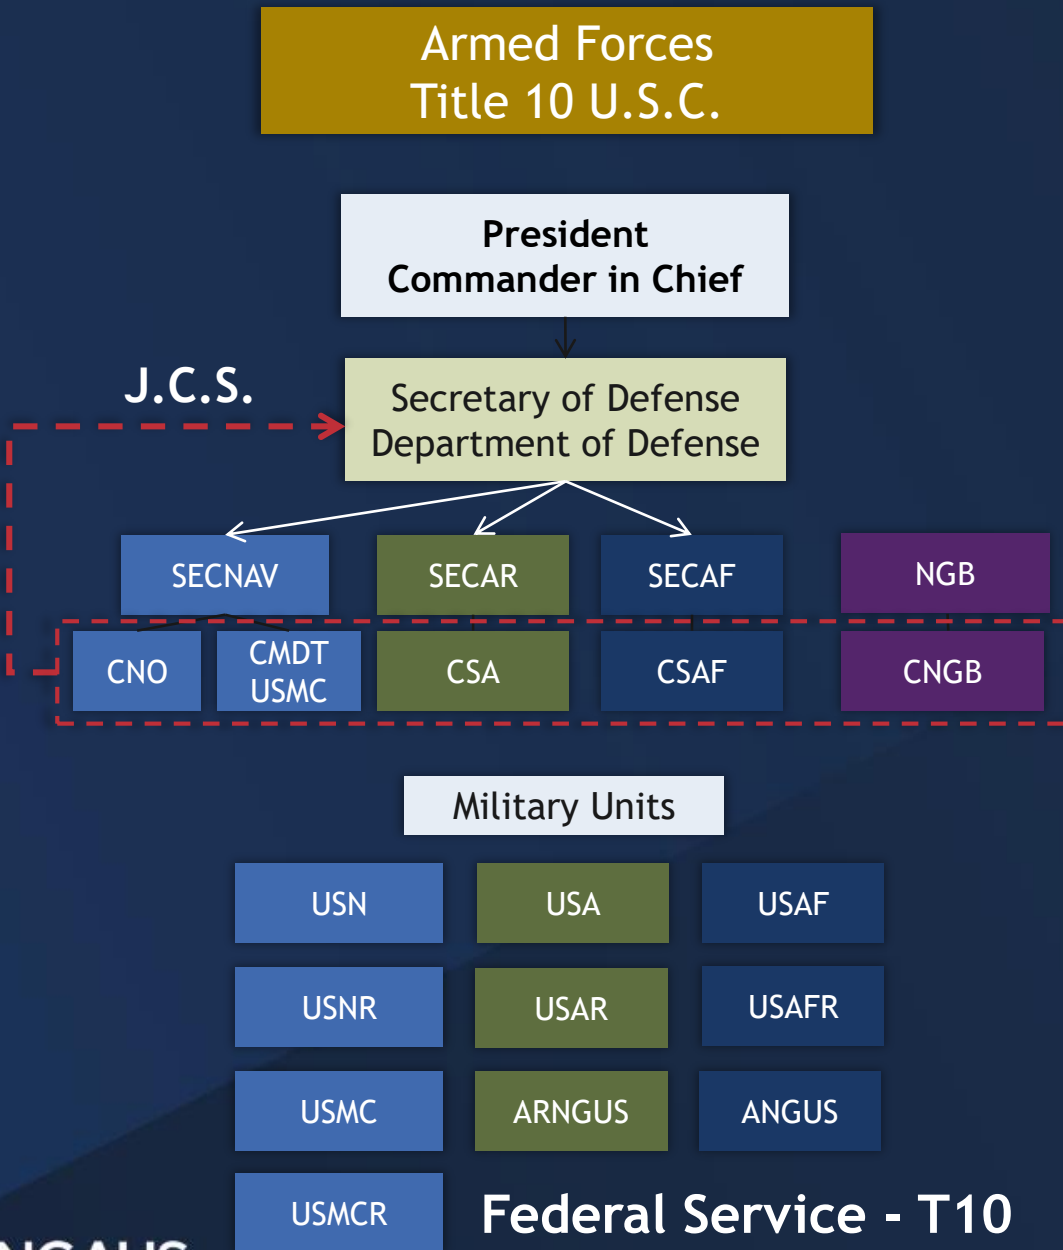 Armed Forces
Title 10 U.S.C.
President
Commander in Chief
J.C.S.
Secretary of Defense
Department of Defense
SECNAV
SECAR
SECAF
NGB
CNO
CMDT
USMC
CSA
CSAF
CNGB
Military Units
USN
USA
USAF
USNR
USAR
USAFR
USMC
ARNGUS
ANGUS
USMCR
Federal Service - T10